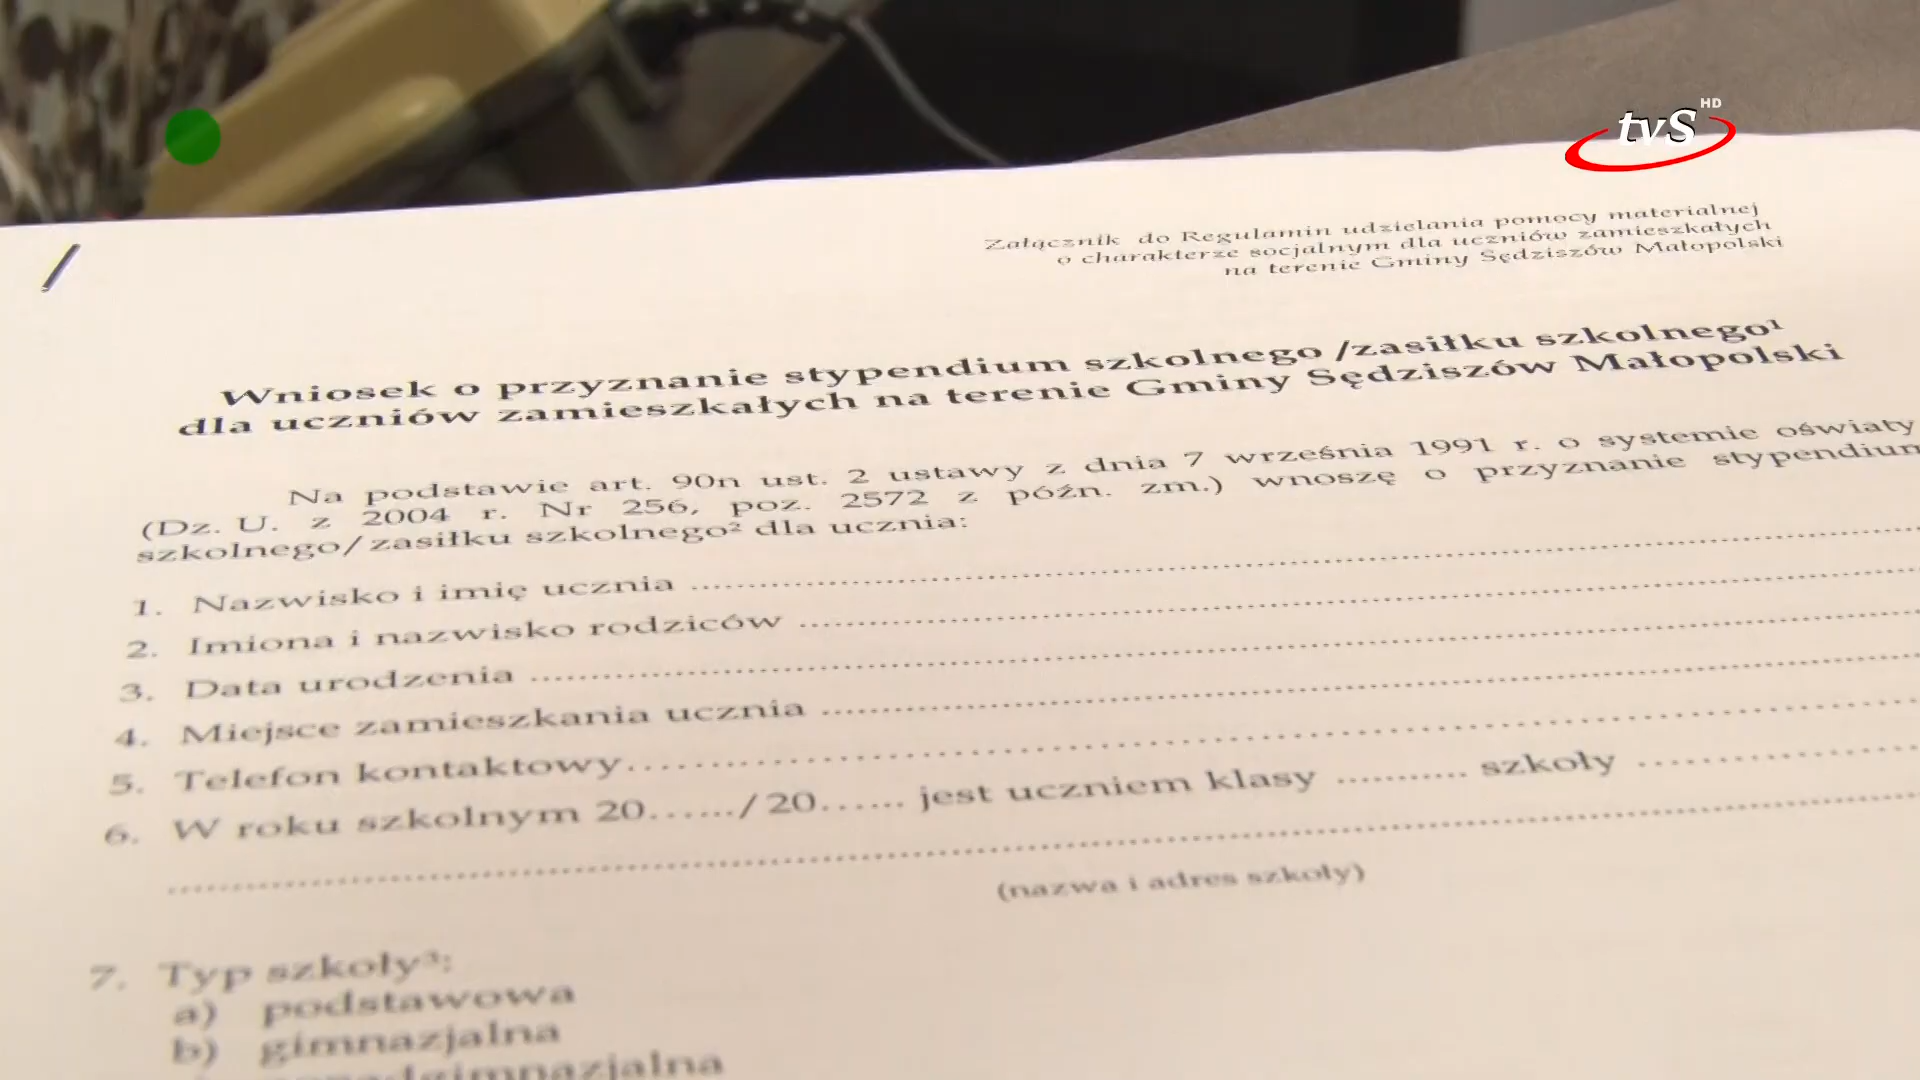 tvS HD
Załącznik do Regulamin udzielania pomocy materialnej
o charakterze socjalnym dla uczniów zamieszkałych
na terenie Gminy Sędziszów Małopolski
Wniosek o przyznanie stypendium szkolnego /zasiłku szkolnego¹
dla uczniów zamieszkałych na terenie Gminy Sędziszów Małopolski
Na podstawie art. 90n ust. 2 ustawy z dnia 7 września 1991 r. o systemie oświaty
(Dz. U. z 2004 r. Nr 256, poz. 2572 z późn. zm.) wnoszę o przyznanie stypendium
szkolnego/zasiłku szkolnego² dla ucznia:
1. Nazwisko i imię ucznia ........................
2. Imiona i nazwisko rodziców ........................
3. Data urodzenia ........................
4. Miejsce zamieszkania ucznia ........................
5. Telefon kontaktowy........................
6. W roku szkolnym 20....../20...... jest uczniem klasy ........... szkoły ............
........................
(nazwa i adres szkoły)
7. Typ szkoły³:
a) podstawowa
b) gimnazjalna
ponadgimnazjalna